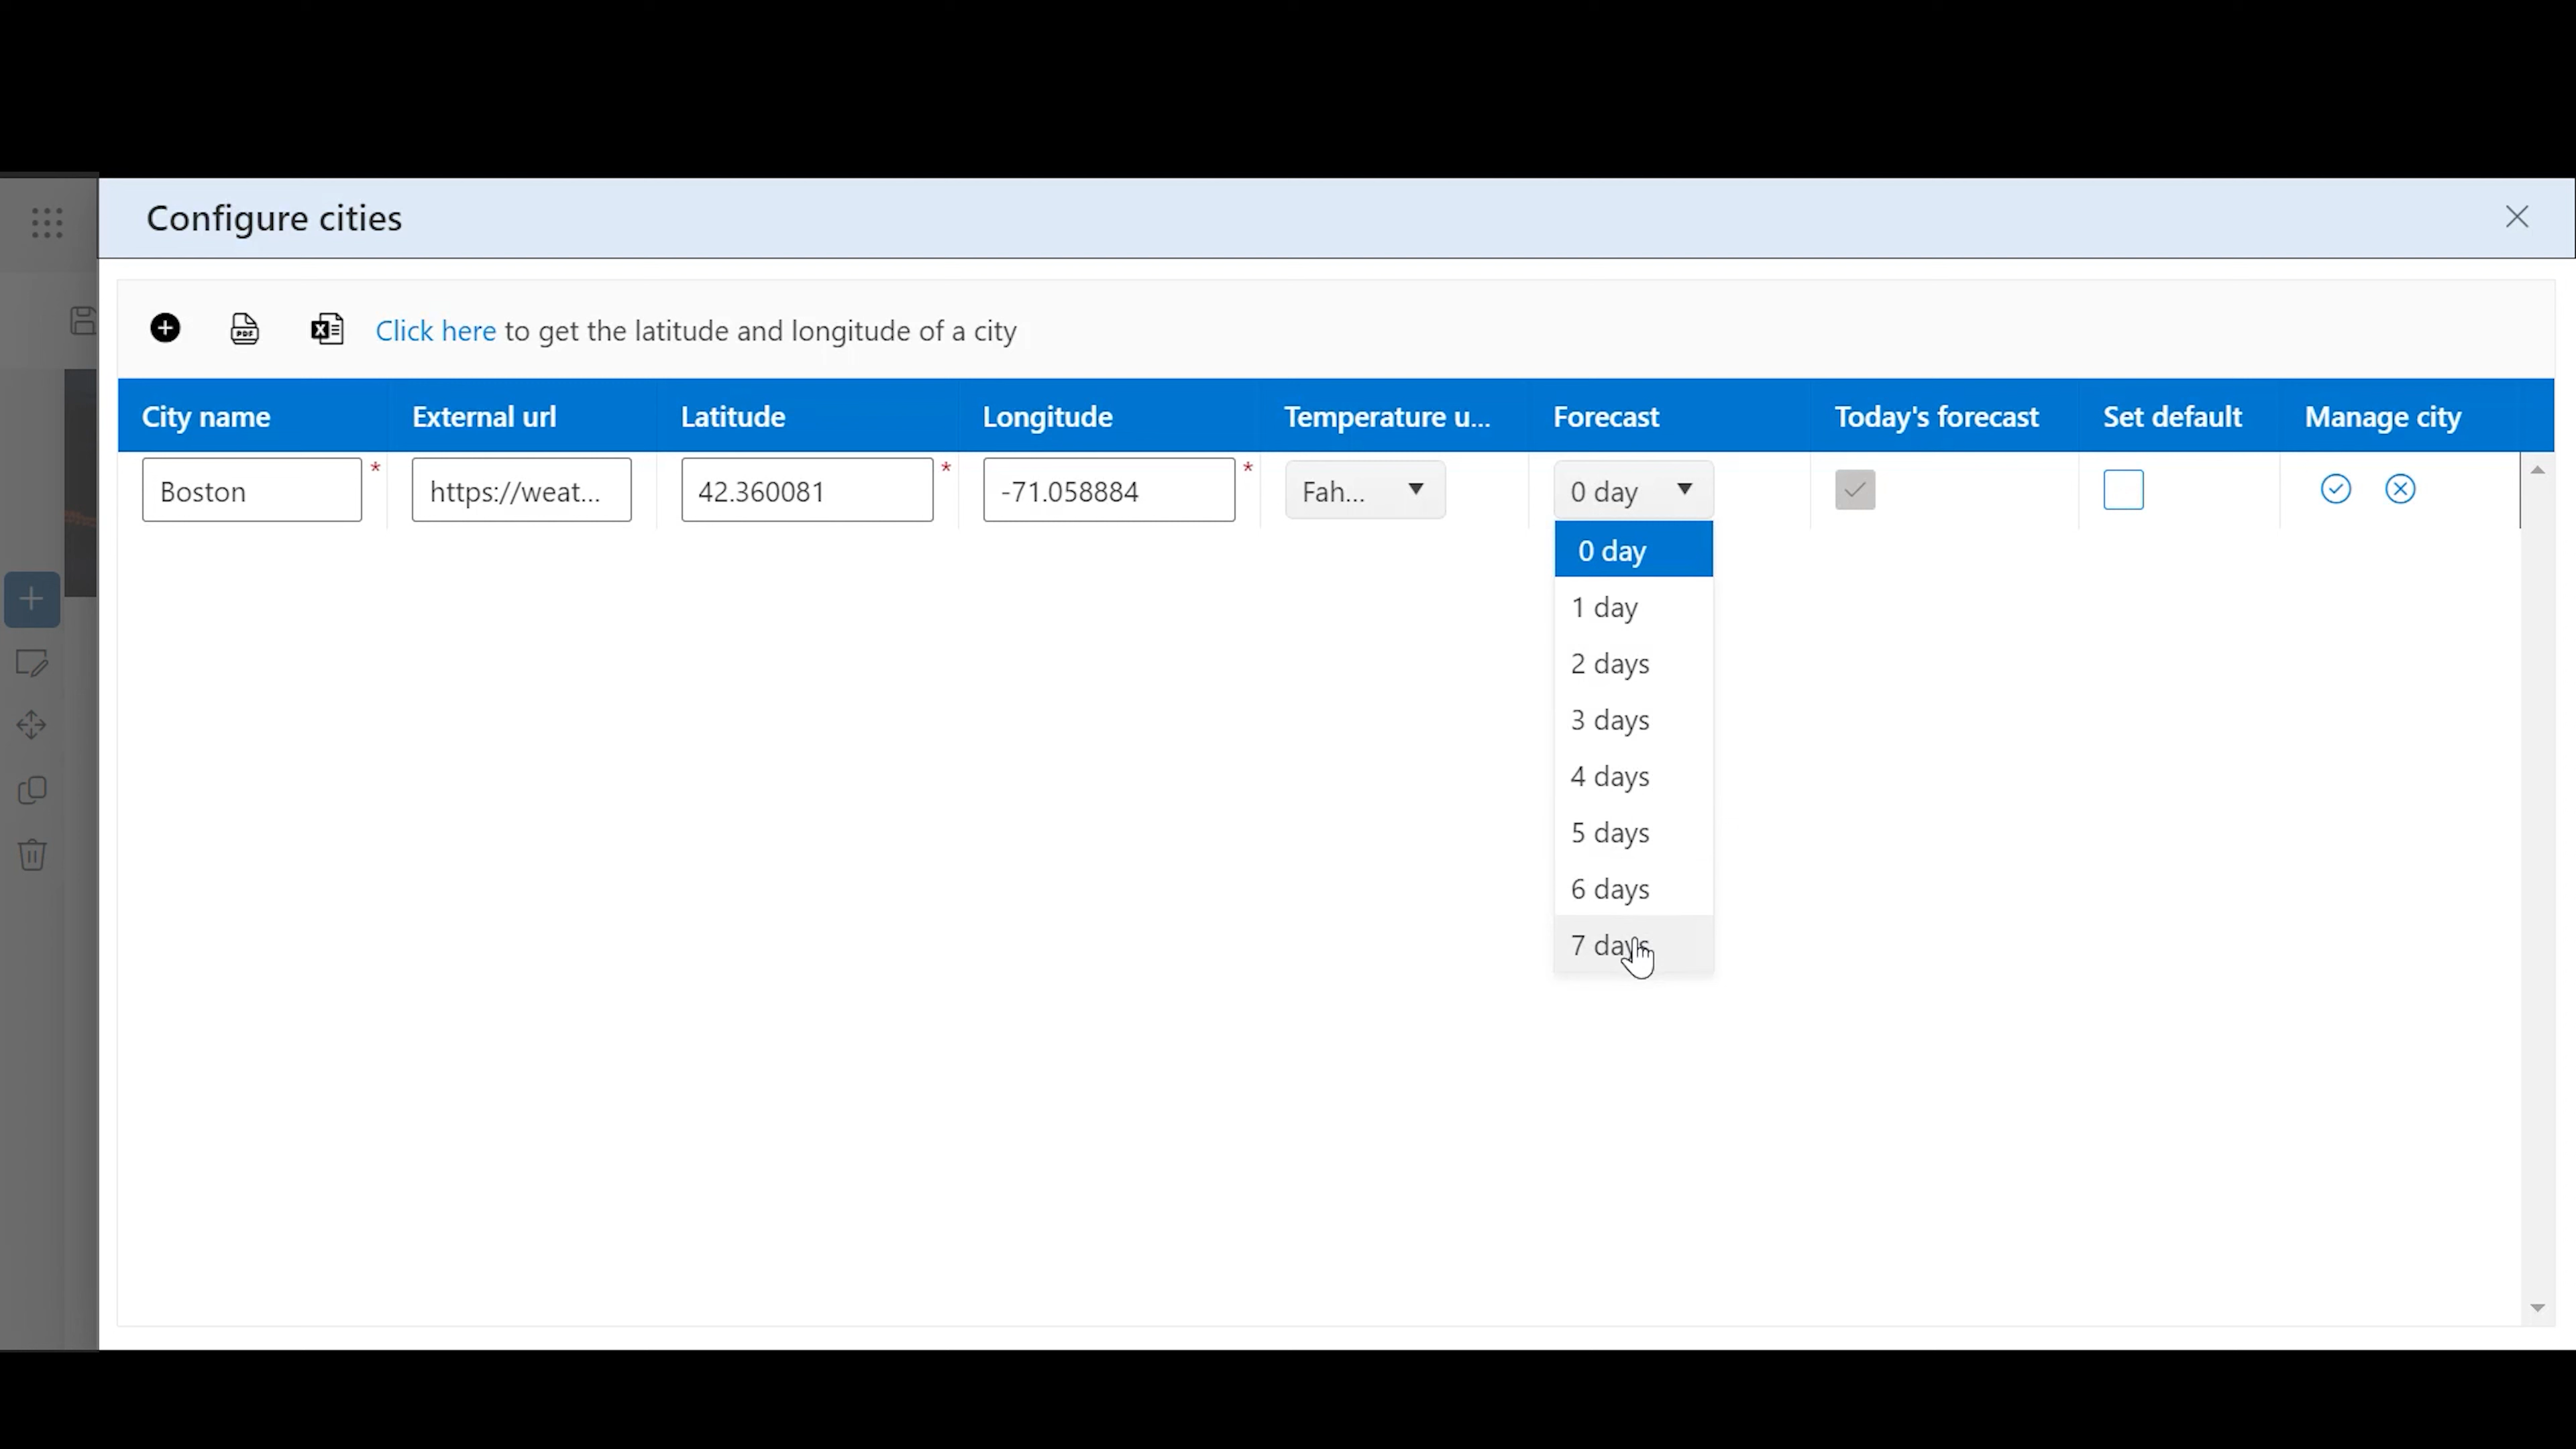 Configure cities
Click here to get the latitude and longitude of a city
City name External url Latitude Longitude Temperature u... Forecast Today's forecast Set default Manage city
Boston * https://weat... 42.360081 * -71.058884 * Fah... 0 day
0 day
1 day
2 days
3 days
4 days
5 days
6 days
7 days